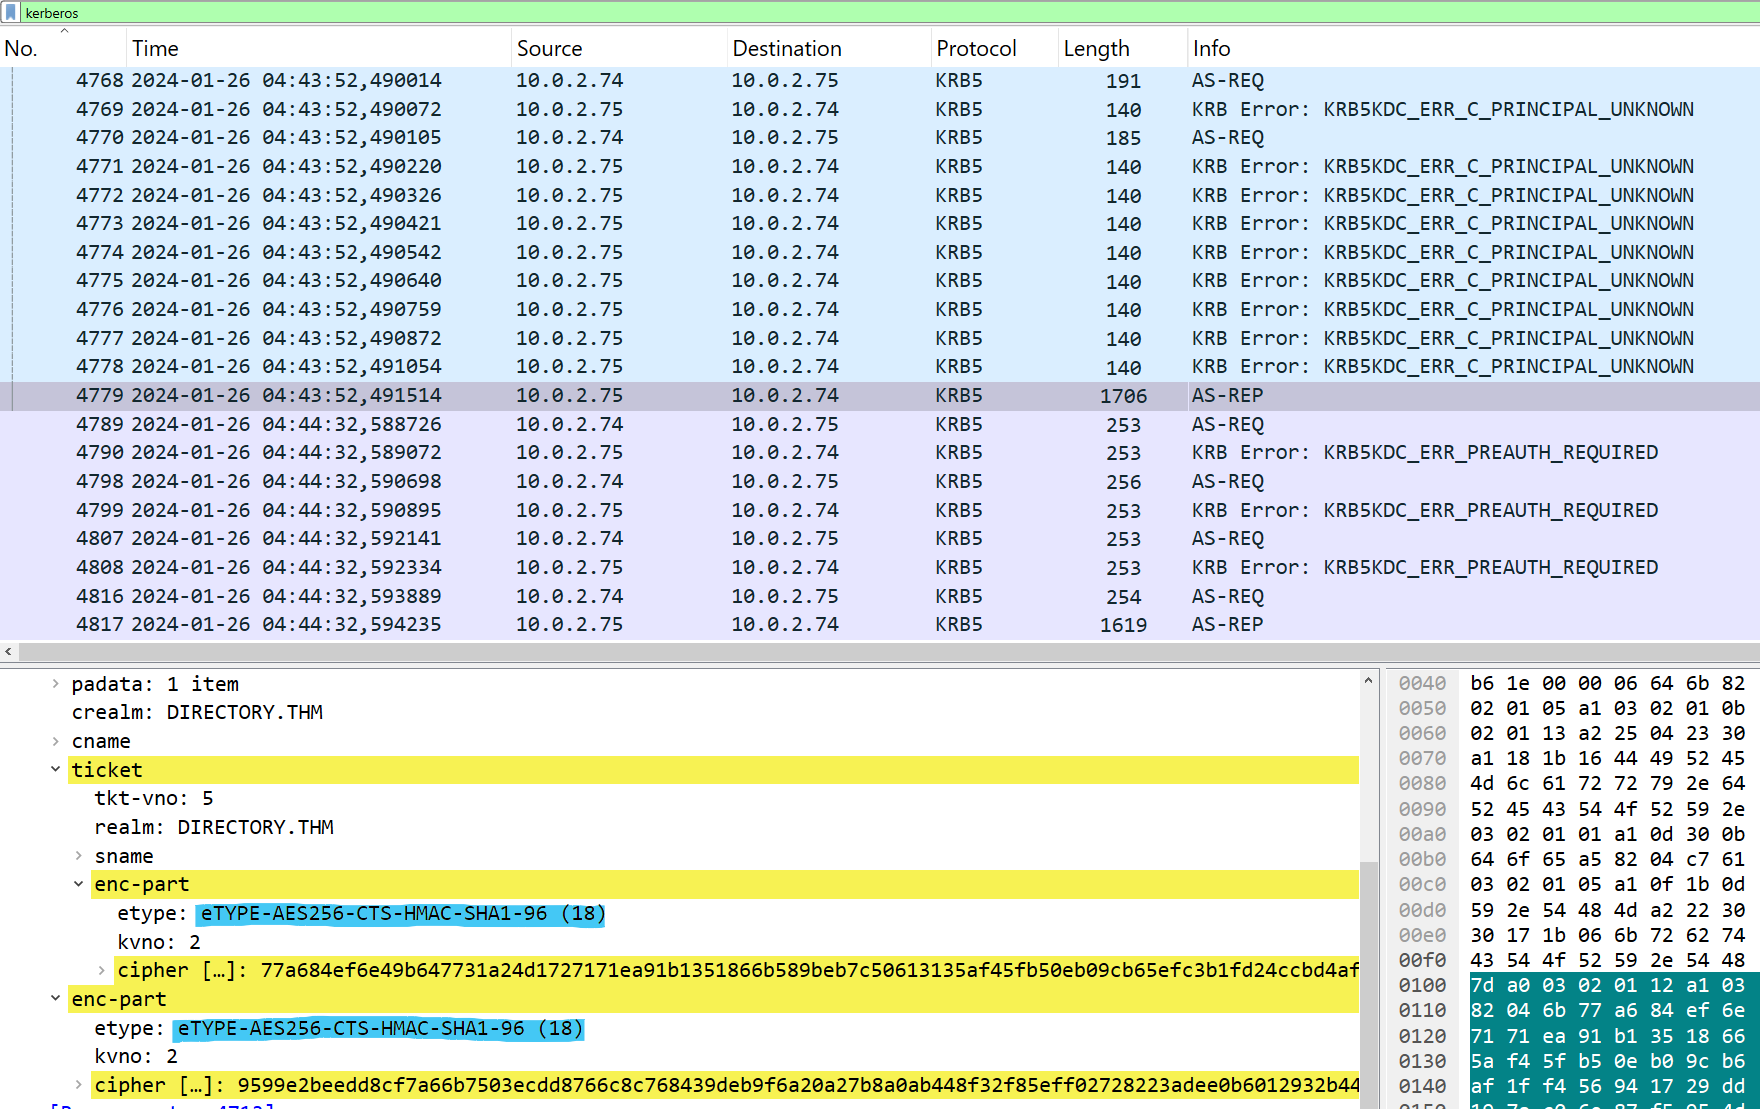 kerberos
No. Time Source Destination Protocol Length Info
4768 2024-01-26 04:43:52,490014 10.0.2.74 10.0.2.75 KRB5 191 AS-REQ
4769 2024-01-26 04:43:52,490072 10.0.2.75 10.0.2.74 KRB5 140 KRB Error: KRB5KDC_ERR_C_PRINCIPAL_UNKNOWN
4770 2024-01-26 04:43:52,490105 10.0.2.74 10.0.2.75 KRB5 185 AS-REQ
4771 2024-01-26 04:43:52,490220 10.0.2.75 10.0.2.74 KRB5 140 KRB Error: KRB5KDC_ERR_C_PRINCIPAL_UNKNOWN
4772 2024-01-26 04:43:52,490326 10.0.2.75 10.0.2.74 KRB5 140 KRB Error: KRB5KDC_ERR_C_PRINCIPAL_UNKNOWN
4773 2024-01-26 04:43:52,490421 10.0.2.75 10.0.2.74 KRB5 140 KRB Error: KRB5KDC_ERR_C_PRINCIPAL_UNKNOWN
4774 2024-01-26 04:43:52,490542 10.0.2.75 10.0.2.74 KRB5 140 KRB Error: KRB5KDC_ERR_C_PRINCIPAL_UNKNOWN
4775 2024-01-26 04:43:52,490640 10.0.2.75 10.0.2.74 KRB5 140 KRB Error: KRB5KDC_ERR_C_PRINCIPAL_UNKNOWN
4776 2024-01-26 04:43:52,490759 10.0.2.75 10.0.2.74 KRB5 140 KRB Error: KRB5KDC_ERR_C_PRINCIPAL_UNKNOWN
4777 2024-01-26 04:43:52,490872 10.0.2.75 10.0.2.74 KRB5 140 KRB Error: KRB5KDC_ERR_C_PRINCIPAL_UNKNOWN
4778 2024-01-26 04:43:52,491054 10.0.2.75 10.0.2.74 KRB5 140 KRB Error: KRB5KDC_ERR_C_PRINCIPAL_UNKNOWN
4779 2024-01-26 04:43:52,491514 10.0.2.75 10.0.2.74 KRB5 1706 AS-REP
4789 2024-01-26 04:44:32,588726 10.0.2.74 10.0.2.75 KRB5 253 AS-REQ
4790 2024-01-26 04:44:32,589072 10.0.2.75 10.0.2.74 KRB5 253 KRB Error: KRB5KDC_ERR_PREAUTH_REQUIRED
4798 2024-01-26 04:44:32,590698 10.0.2.74 10.0.2.75 KRB5 256 AS-REQ
4799 2024-01-26 04:44:32,590895 10.0.2.75 10.0.2.74 KRB5 253 KRB Error: KRB5KDC_ERR_PREAUTH_REQUIRED
4807 2024-01-26 04:44:32,592141 10.0.2.74 10.0.2.75 KRB5 253 AS-REQ
4808 2024-01-26 04:44:32,592334 10.0.2.75 10.0.2.74 KRB5 253 KRB Error: KRB5KDC_ERR_PREAUTH_REQUIRED
4816 2024-01-26 04:44:32,593889 10.0.2.74 10.0.2.75 KRB5 254 AS-REQ
4817 2024-01-26 04:44:32,594235 10.0.2.75 10.0.2.74 KRB5 1619 AS-REP
padata: 1 item
crealm: DIRECTORY.THM
cname
ticket
tkt-vno: 5
realm: DIRECTORY.THM
sname
enc-part
etype: eTYPE-AES256-CTS-HMAC-SHA1-96 (18)
kvno: 2
cipher […]: 77a684ef6e49b647731a24d1727171ea91b1351866b589beb7c50613135af45fb50eb09cb65efc3b1fd24ccbd4af
enc-part
etype: eTYPE-AES256-CTS-HMAC-SHA1-96 (18)
kvno: 2
cipher […]: 9599e2beedd8cf7a66b7503ecdd8766c8c768439deb9f6a20a27b8a0ab448f32f85eff02728223adee0b6012932b44
0040 b6 1e 00 00 06 64 6b 82
0050 02 01 05 a1 03 02 01 0b
0060 02 01 13 a2 25 04 23 30
0070 a1 18 1b 16 44 49 52 45
0080 4d 6c 61 72 72 79 2e 64
0090 52 45 43 54 4f 52 59 2e
00a0 03 02 01 01 a1 0d 30 0b
00b0 64 6f 65 a5 82 04 c7 61
00c0 03 02 01 05 a1 0f 1b 0d
00d0 59 2e 54 48 4d a2 22 30
00e0 30 17 1b 06 6b 72 62 74
00f0 43 54 4f 52 59 2e 54 48
0100 7d a0 03 02 01 12 a1 03
0110 82 04 6b 77 a6 84 ef 6e
0120 71 71 ea 91 b1 35 18 66
0130 5a f4 5f b5 0e b0 9c b6
0140 af 1f f4 56 94 17 29 dd